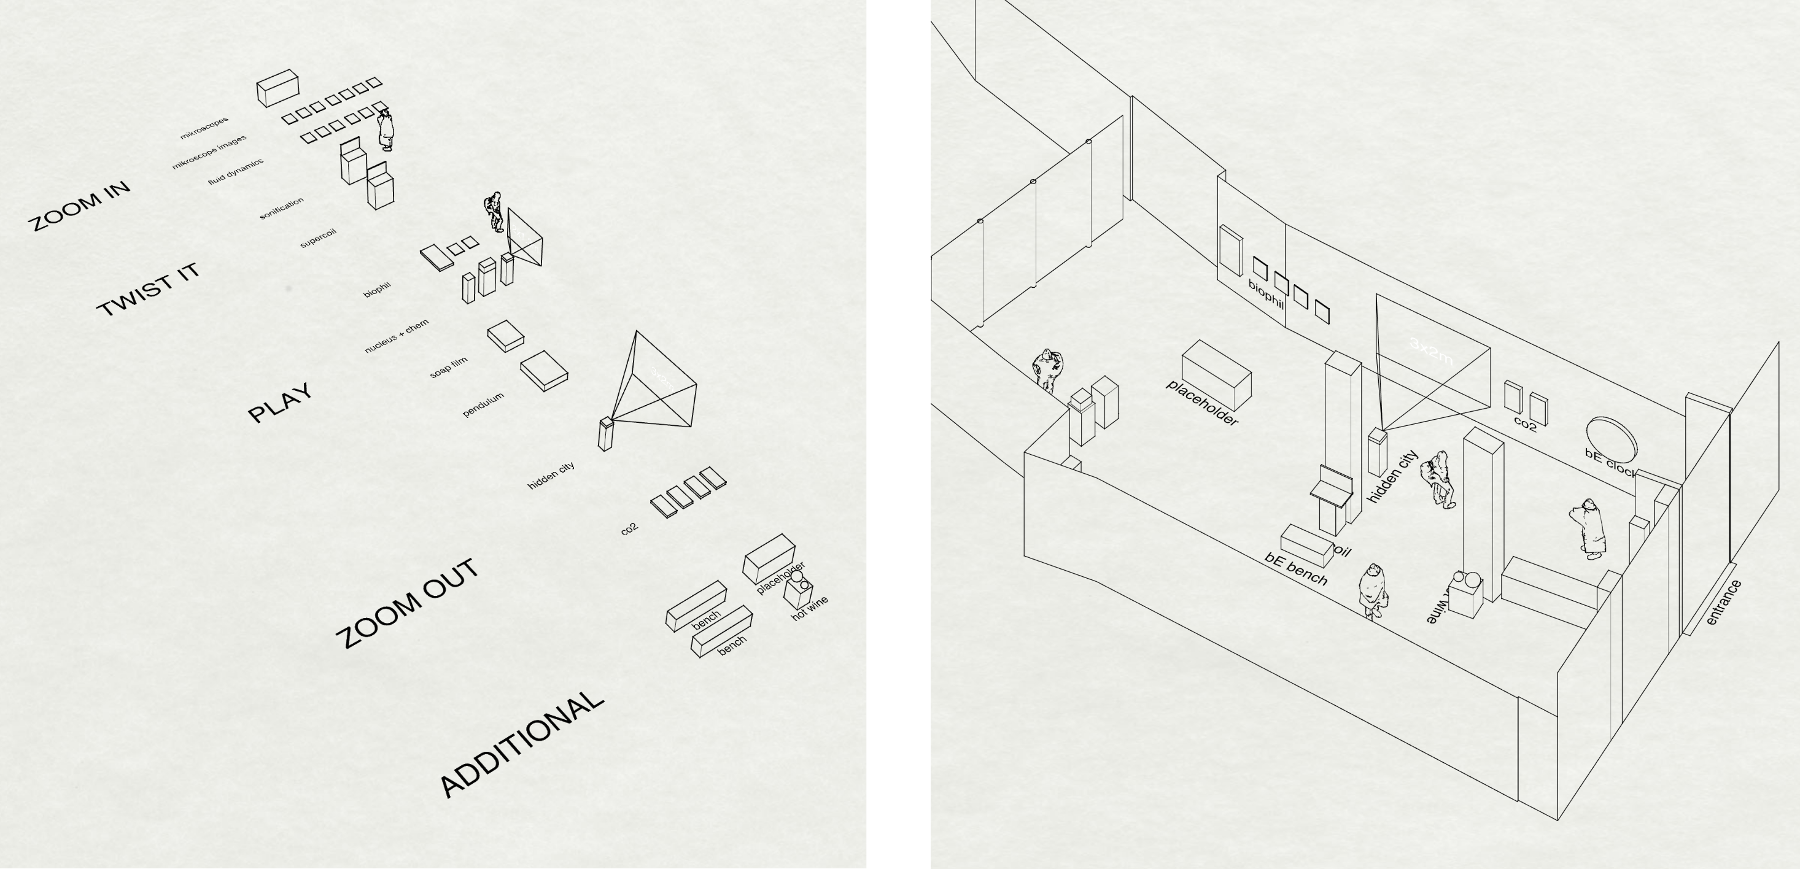 mikroscopes
mikroscope images
fluid dynamics
ZOOM IN
sonification
supercoil
TWIST IT
biophil
nucleus + chem
soap film
pendulum
PLAY
hidden city
co2
ZOOM OUT
placeholder
hot wine
bench
bench
ADDITIONAL
biophil
3x2m
placeholder
co2
bE clock
hidden city
oil
bE bench
wine
entrance